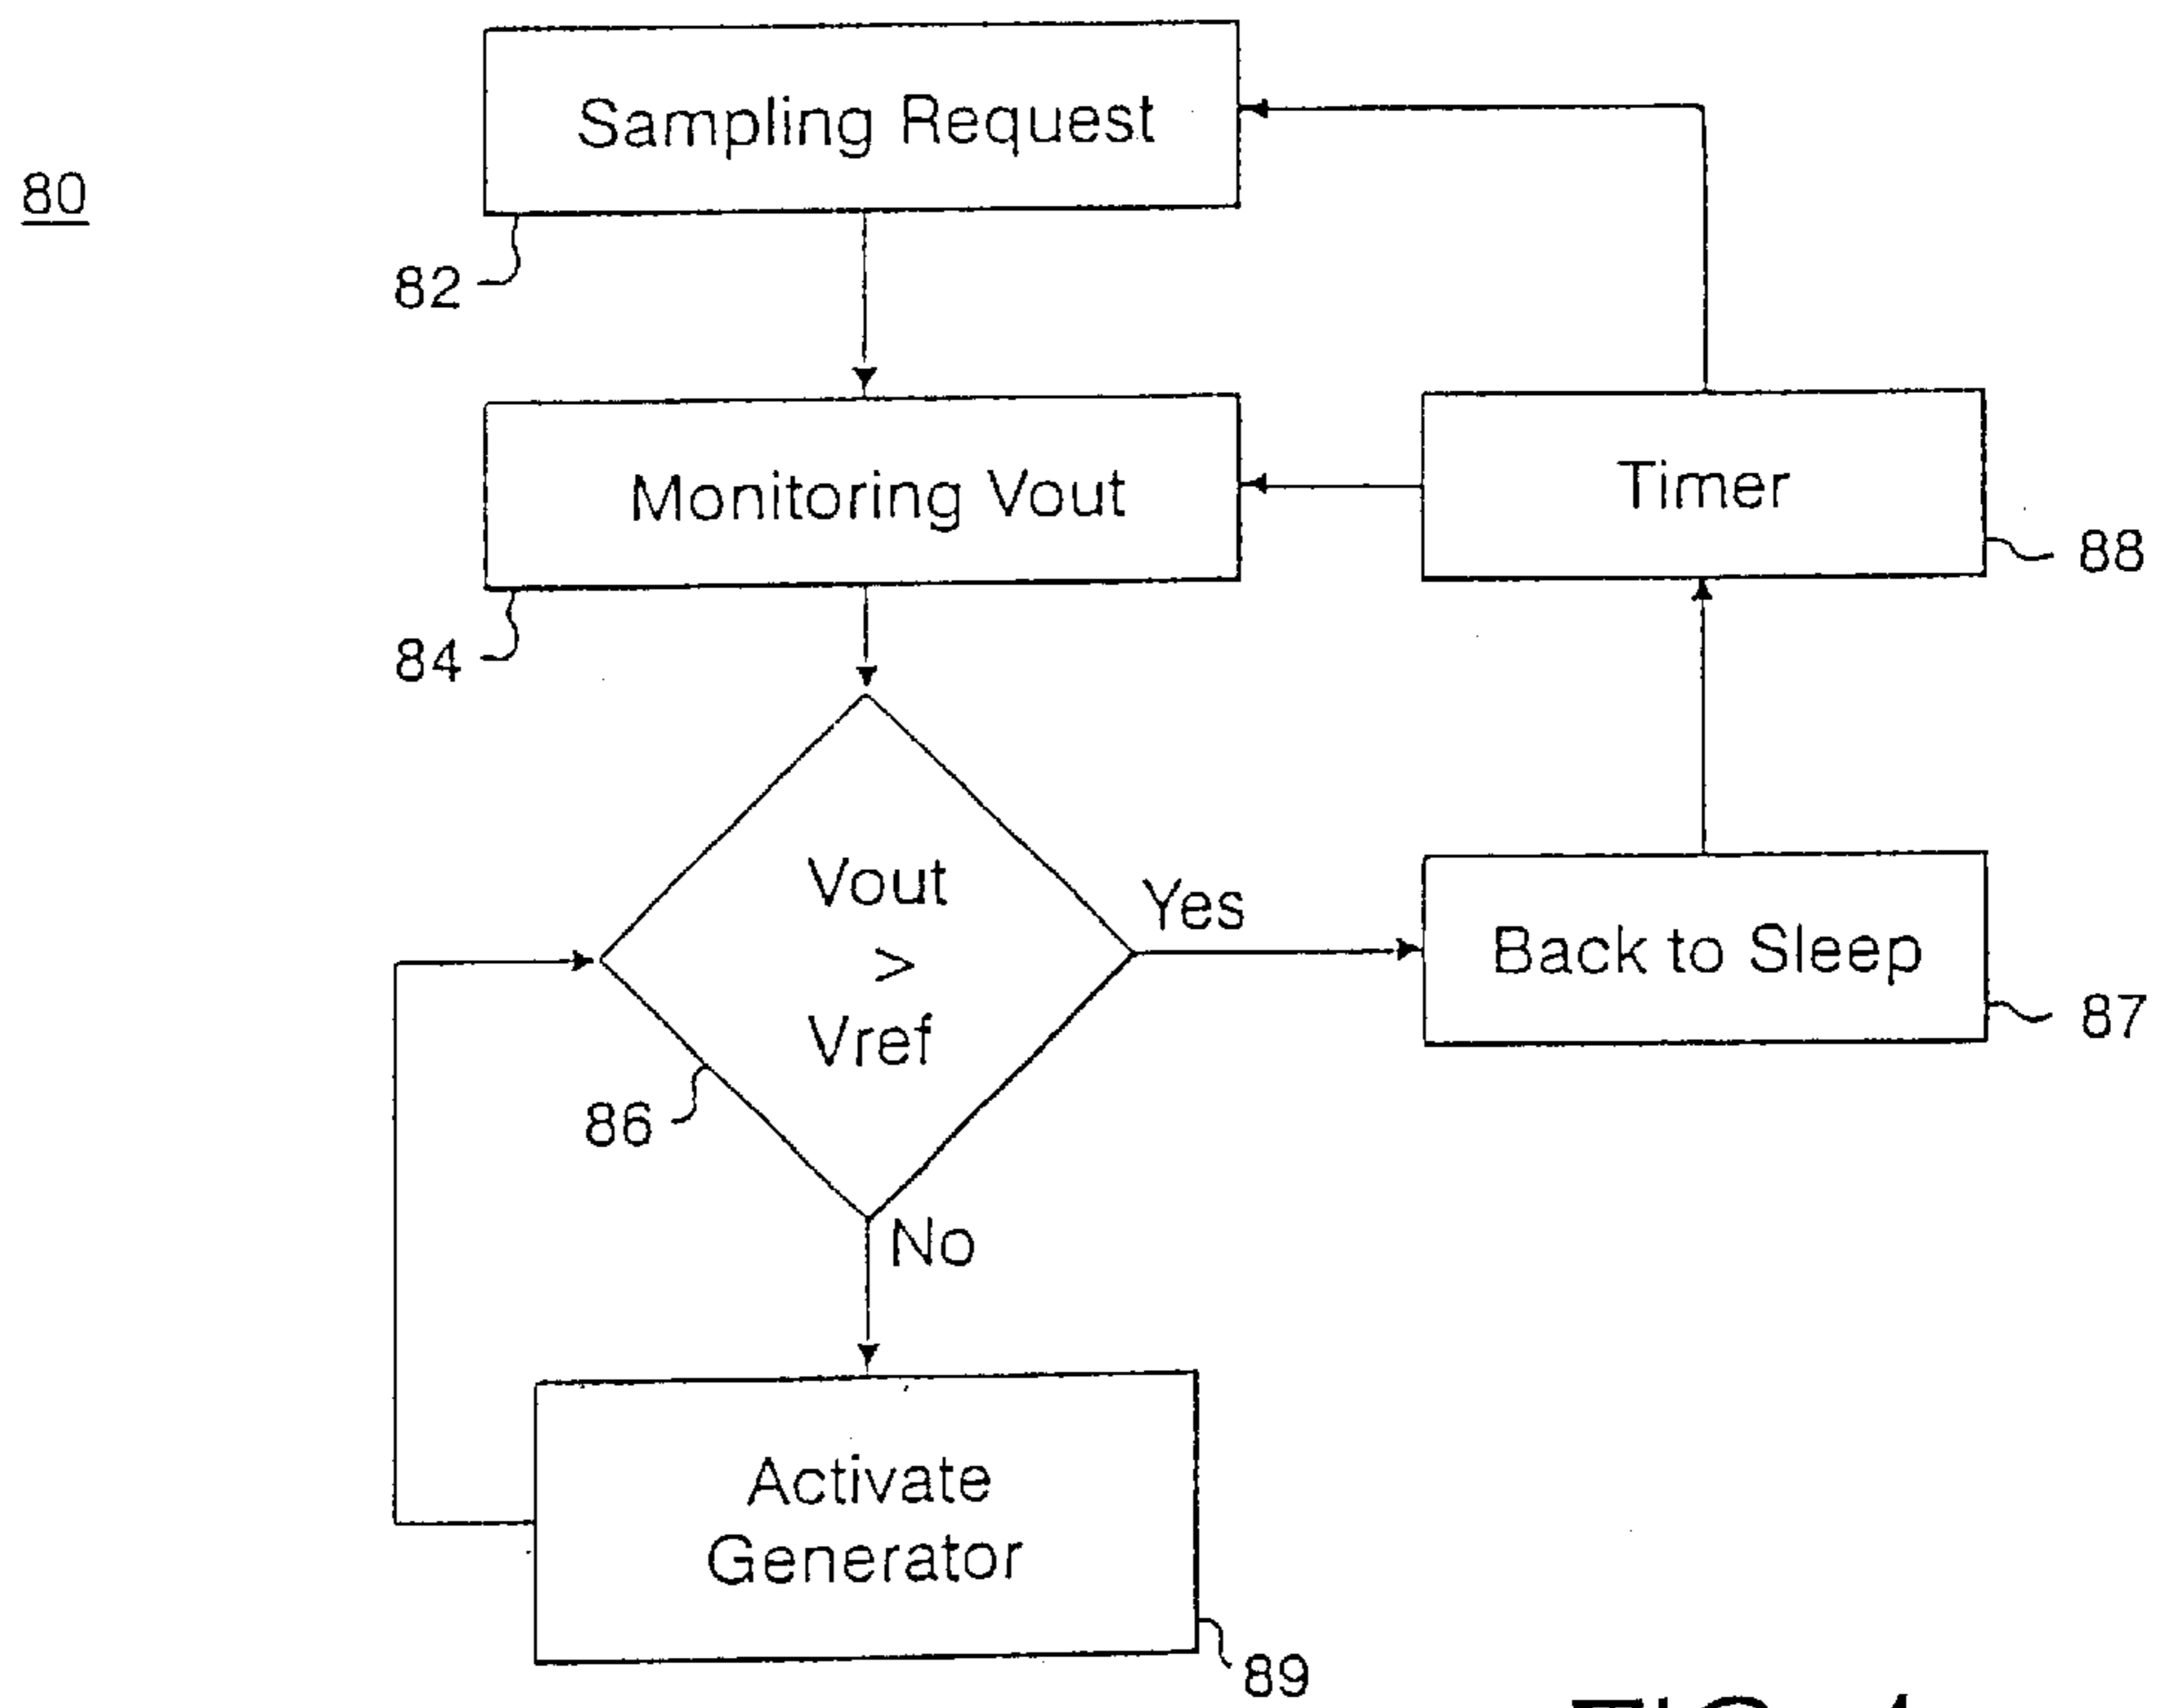 80
Sampling Request
82
Monitoring Vout
Timer
88
84
Vout
>
Vref
Yes
Back to Sleep
87
86
No
Activate
Generator
89